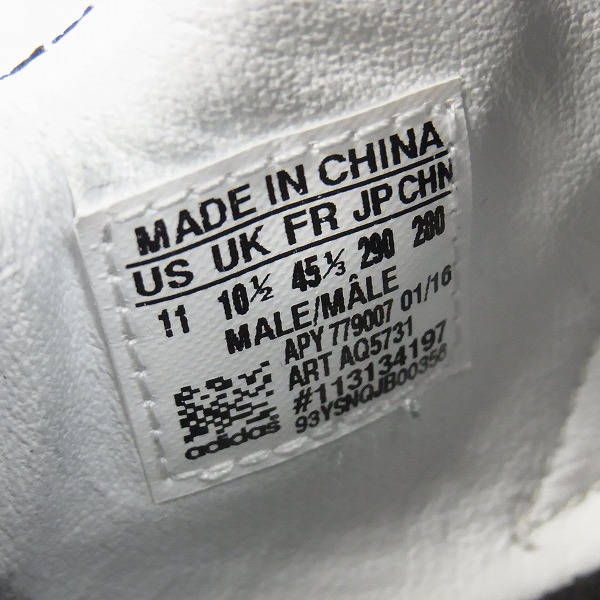 MADE IN CHINA
US UK FR JP CHN
11 10½ 45⅓ 290 280
MALE/MÂLE
APY 779007 01/16
ART AQ5731
#113134197
93YSNQJB00356
adidas